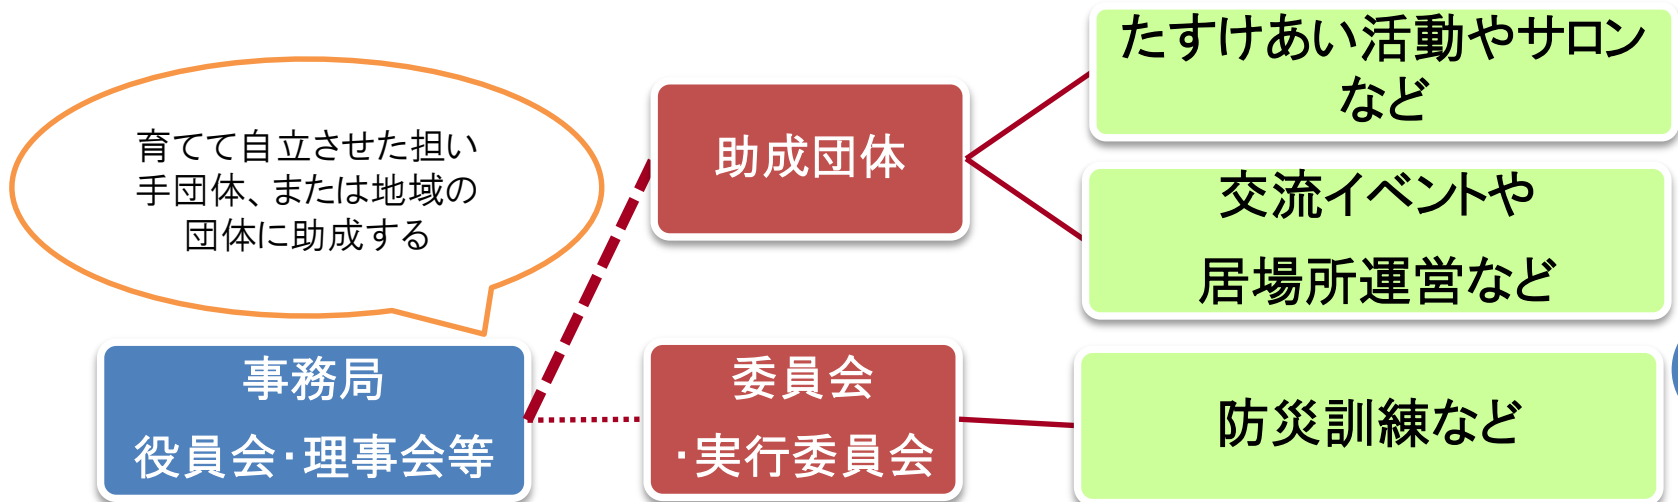 育てて自立させた担い
手団体、または地域の
団体に助成する
事務局
役員会・理事会等
助成団体
委員会
・実行委員会
たすけあい活動やサロン
など
交流イベントや
居場所運営など
防災訓練など